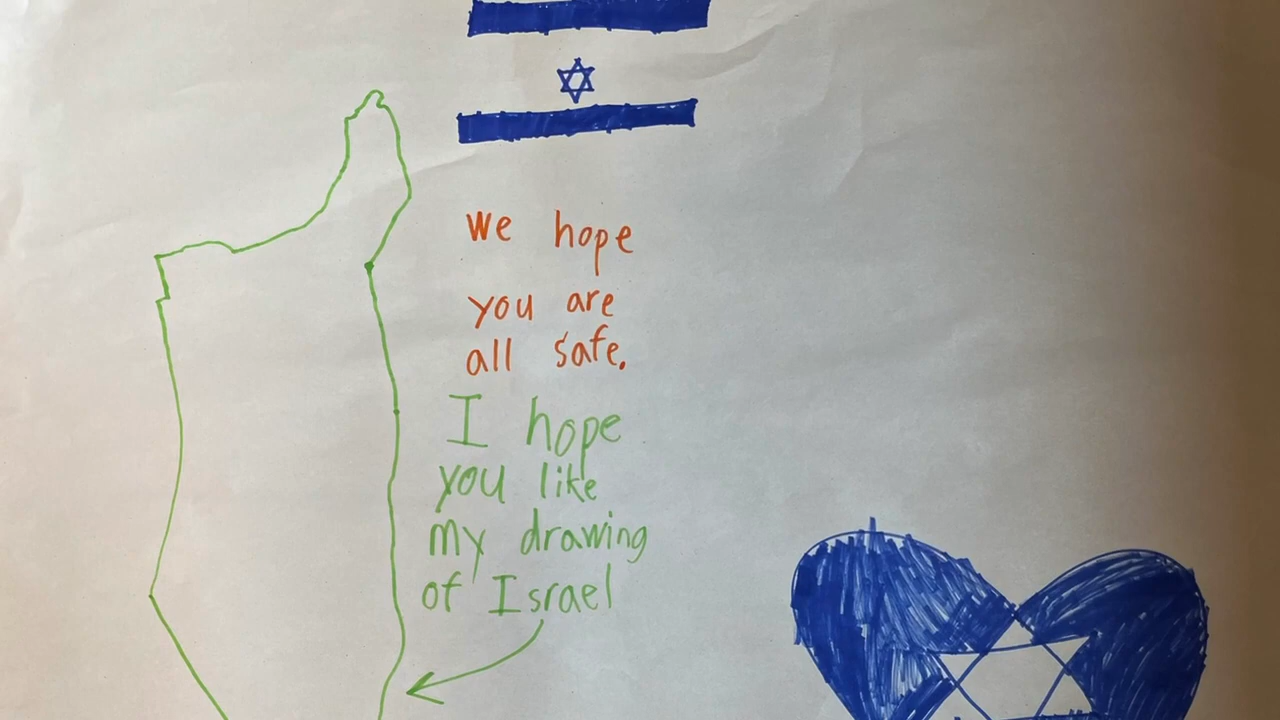 We hope
you are
all safe.
I hope
you like
my drawing
of Israel